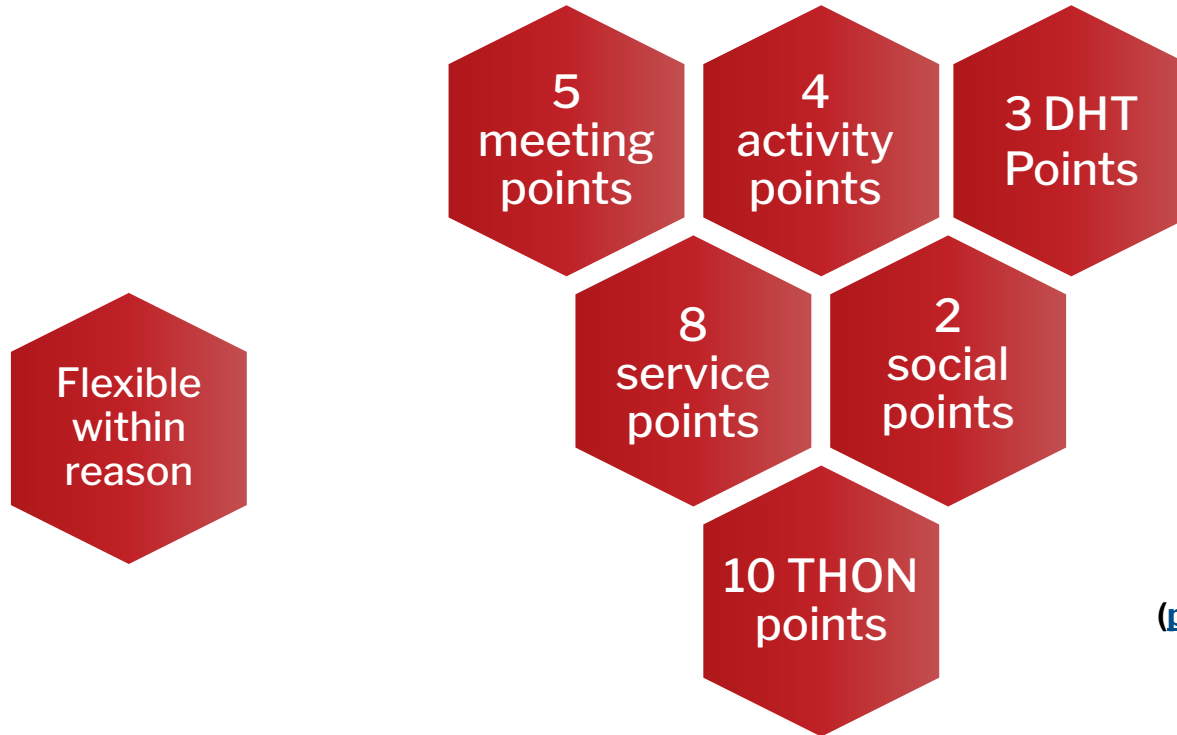 5
meeting
points
4
activity
points
3 DHT
Points
8
service
points
2
social
points
Flexible
within
reason
10 THON
points
(p